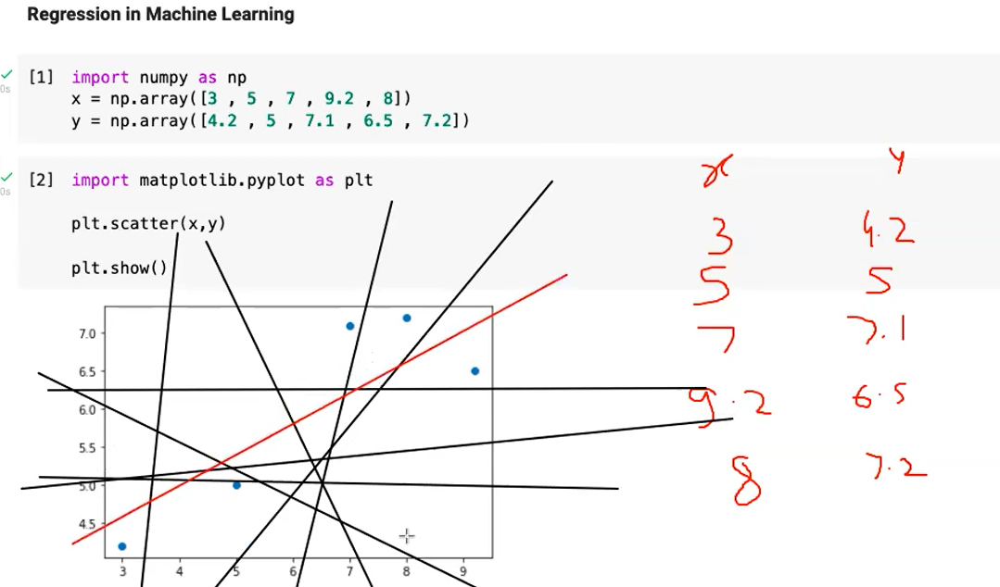 Regression in Machine Learning
0s
[1] import numpy as np
x = np.array([3 , 5 , 7 , 9.2 , 8])
y = np.array([4.2 , 5 , 7.1 , 6.5 , 7.2])
0s
[2] import matplotlib.pyplot as plt
plt.scatter(x,y)
plt.show()
x y
3 4.2
5 5
7 7.1
9.2 6.5
8 7.2
7.0
6.5
6.0
5.5
5.0
4.5
3 4 5 6 7 8 9